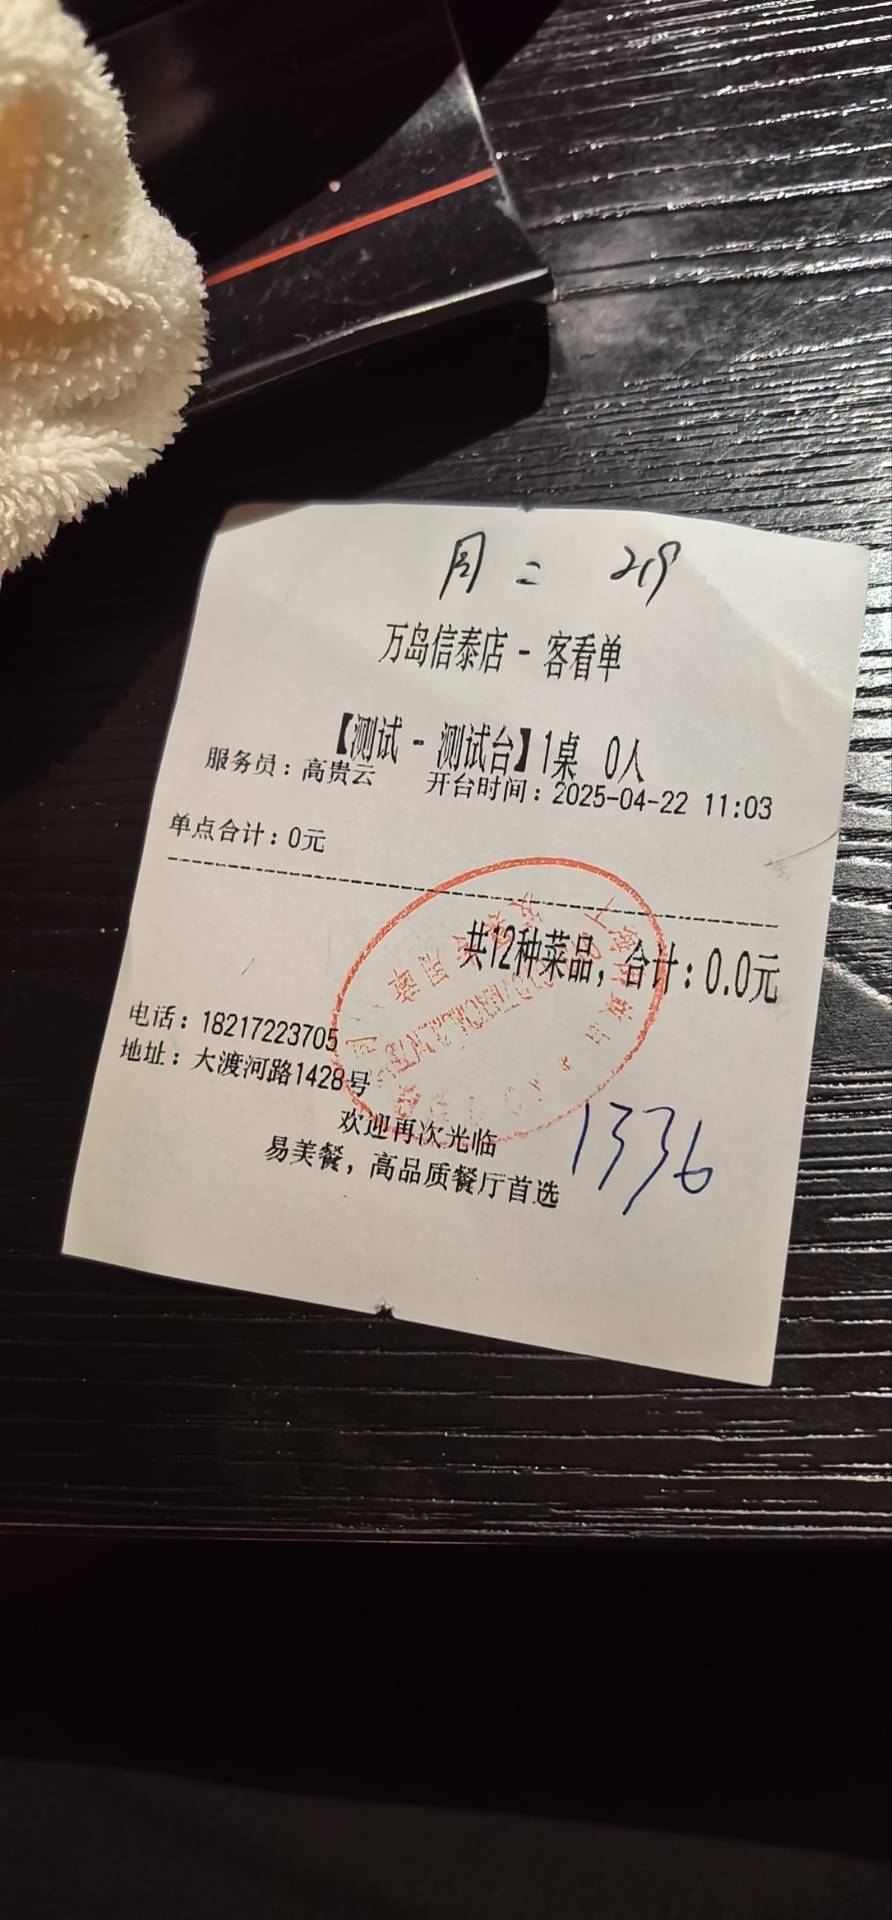 周二 219
万岛信泰店 - 客看单
【测试 - 测试台】1桌 0人
服务员：高贵云 开台时间：2025-04-22 11:03
单点合计：0元
共12种菜品，合计：0.0元
电话：18217223705
地址：大渡河路1428号
欢迎再次光临
易美餐，高品质餐厅首选
1336